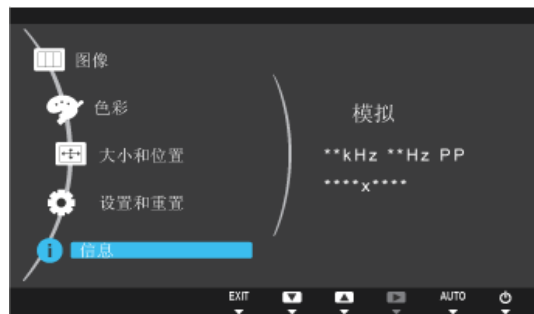 图像
色彩
大小和位置
设置和重置
信息
模拟
**kHz **Hz PP
****x****
EXIT
AUTO